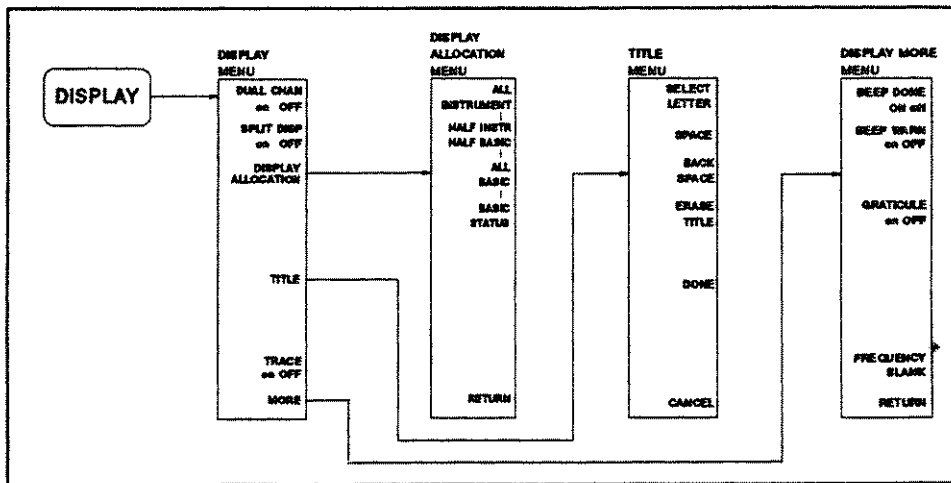 DISPLAY
DISPLAY
MENU
DUAL CHAN
on OFF
SPLIT DISP
on OFF
DISPLAY
ALLOCATION
TITLE
TRACE
on OFF
MORE
DISPLAY
ALLOCATION
MENU
ALL
INSTRUMENT
HALF INSTR
HALF BASIC
ALL
BASIC
BASIC
STATUS
RETURN
TITLE
MENU
SELECT
LETTER
SPACE
BACK
SPACE
ERASE
TITLE
DONE
CANCEL
DISPLAY MORE
MENU
BEEP DONE
ON off
BEEP WARN
on OFF
GRATICULE
on OFF
FREQUENCY
BLANK
RETURN